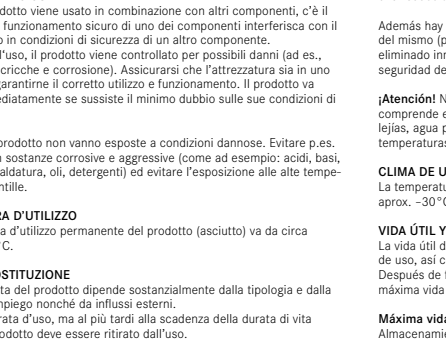 dotto viene usato in combinazione con altri componenti, c'è il
funzionamento sicuro di uno dei componenti interferisca con il
o in condizioni di sicurezza di un altro componente.
l'uso, il prodotto viene controllato per possibili danni (ad es.,
cricche e corrosione). Assicurarsi che l'attrezzatura sia in uno
garantirne il corretto utilizzo e funzionamento. Il prodotto va
ediatamente se sussiste il minimo dubbio sulle sue condizioni di
prodotto non vanno esposte a condizioni dannose. Evitare p.es.
n sostanze corrosive e aggressive (come ad esempio: acidi, basi,
aldatura, oli, detergenti) ed evitare l'esposizione alle alte tempe-
ntille.
RA D'UTILIZZO
a d'utilizzo permanente del prodotto (asciutto) va da circa
°C.
OSTITUZIONE
ta del prodotto dipende sostanzialmente dalla tipologia e dalla
mpiego nonché da influssi esterni.
rata d'uso, ma al più tardi alla scadenza della durata di vita
odotto deve essere ritirato dall'uso.
Además hay
del mismo (p
eliminado inn
seguridad de
¡Atención! N
comprende e
lejías, agua p
temperaturas
CLIMA DE U
La temperatu
aprox. –30°C
VIDA ÚTIL Y
La vida útil d
de uso, así c
Después de f
máxima vida
Máxima vida
Almacenamie